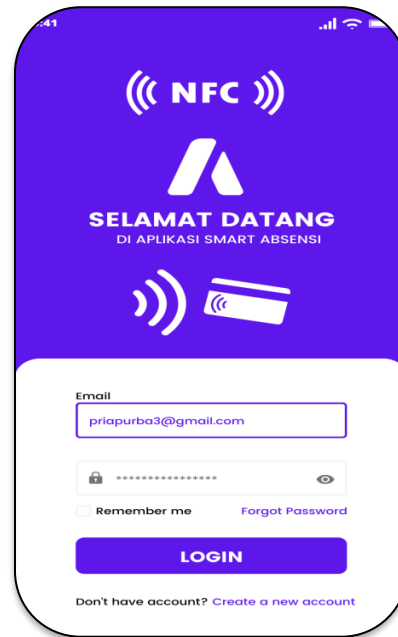 :41
NFC
SELAMAT DATANG
DI APLIKASI SMART ABSENSI
Email
priapurba3@gmail.com
****************
Remember me Forgot Password
LOGIN
Don't have account? Create a new account